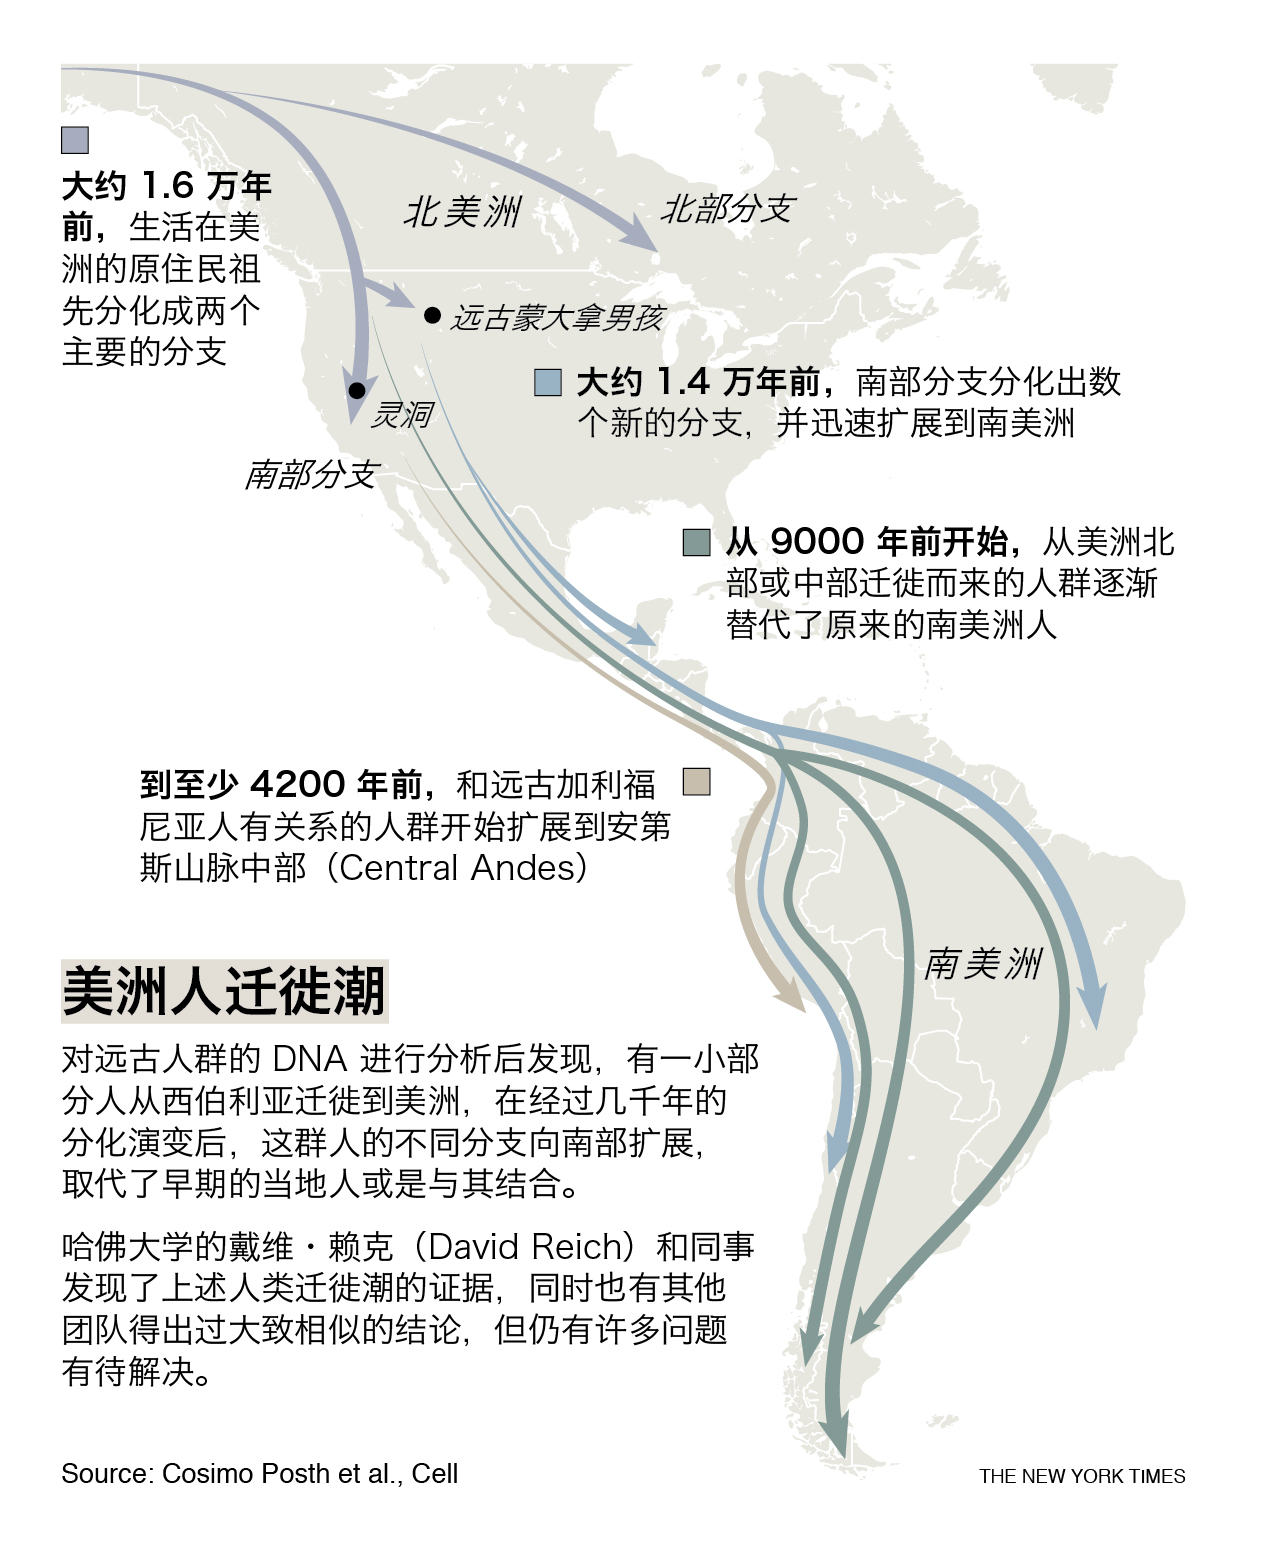 大约 1.6 万年
前，生活在美
洲的原住民祖
先分化成两个
主要的分支
北美洲
北部分支
远古蒙大拿男孩
灵洞
南部分支
大约 1.4 万年前，南部分支分化出数
个新的分支，并迅速扩展到南美洲
从 9000 年前开始，从美洲北
部或中部迁徙而来的人群逐渐
替代了原来的南美洲人
到至少 4200 年前，和远古加利福
尼亚人有关系的人群开始扩展到安第
斯山脉中部（Central Andes）
南美洲
美洲人迁徙潮
对远古人群的 DNA 进行分析后发现，有一小部
分人从西伯利亚迁徙到美洲，在经过几千年的
分化演变后，这群人的不同分支向南部扩展，
取代了早期的当地人或是与其结合。
哈佛大学的戴维·赖克（David Reich）和同事
发现了上述人类迁徙潮的证据，同时也有其他
团队得出过大致相似的结论，但仍有许多问题
有待解决。
Source: Cosimo Posth et al., Cell
THE NEW YORK TIMES